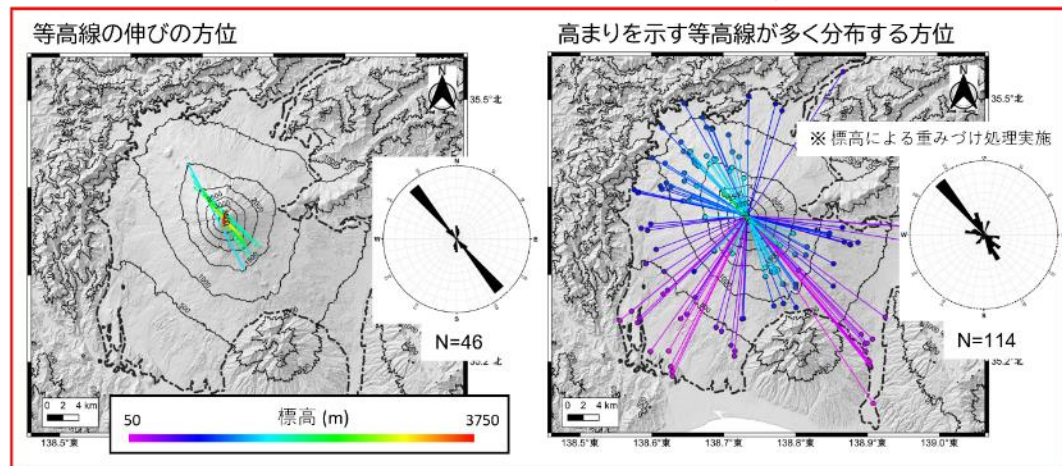 等高線の伸びの方位
高まりを示す等高線が多く分布する方位
N
N
35.5°北
35.5°北
※ 標高による重みづけ処理実施
N=46
N=114
35.2°北
0 2 4 km
0 2 4 km
標高 (m)
50
3750
138.5°東
138.5°東
138.6°東
138.7°東
138.8°東
138.9°東
139.0°東